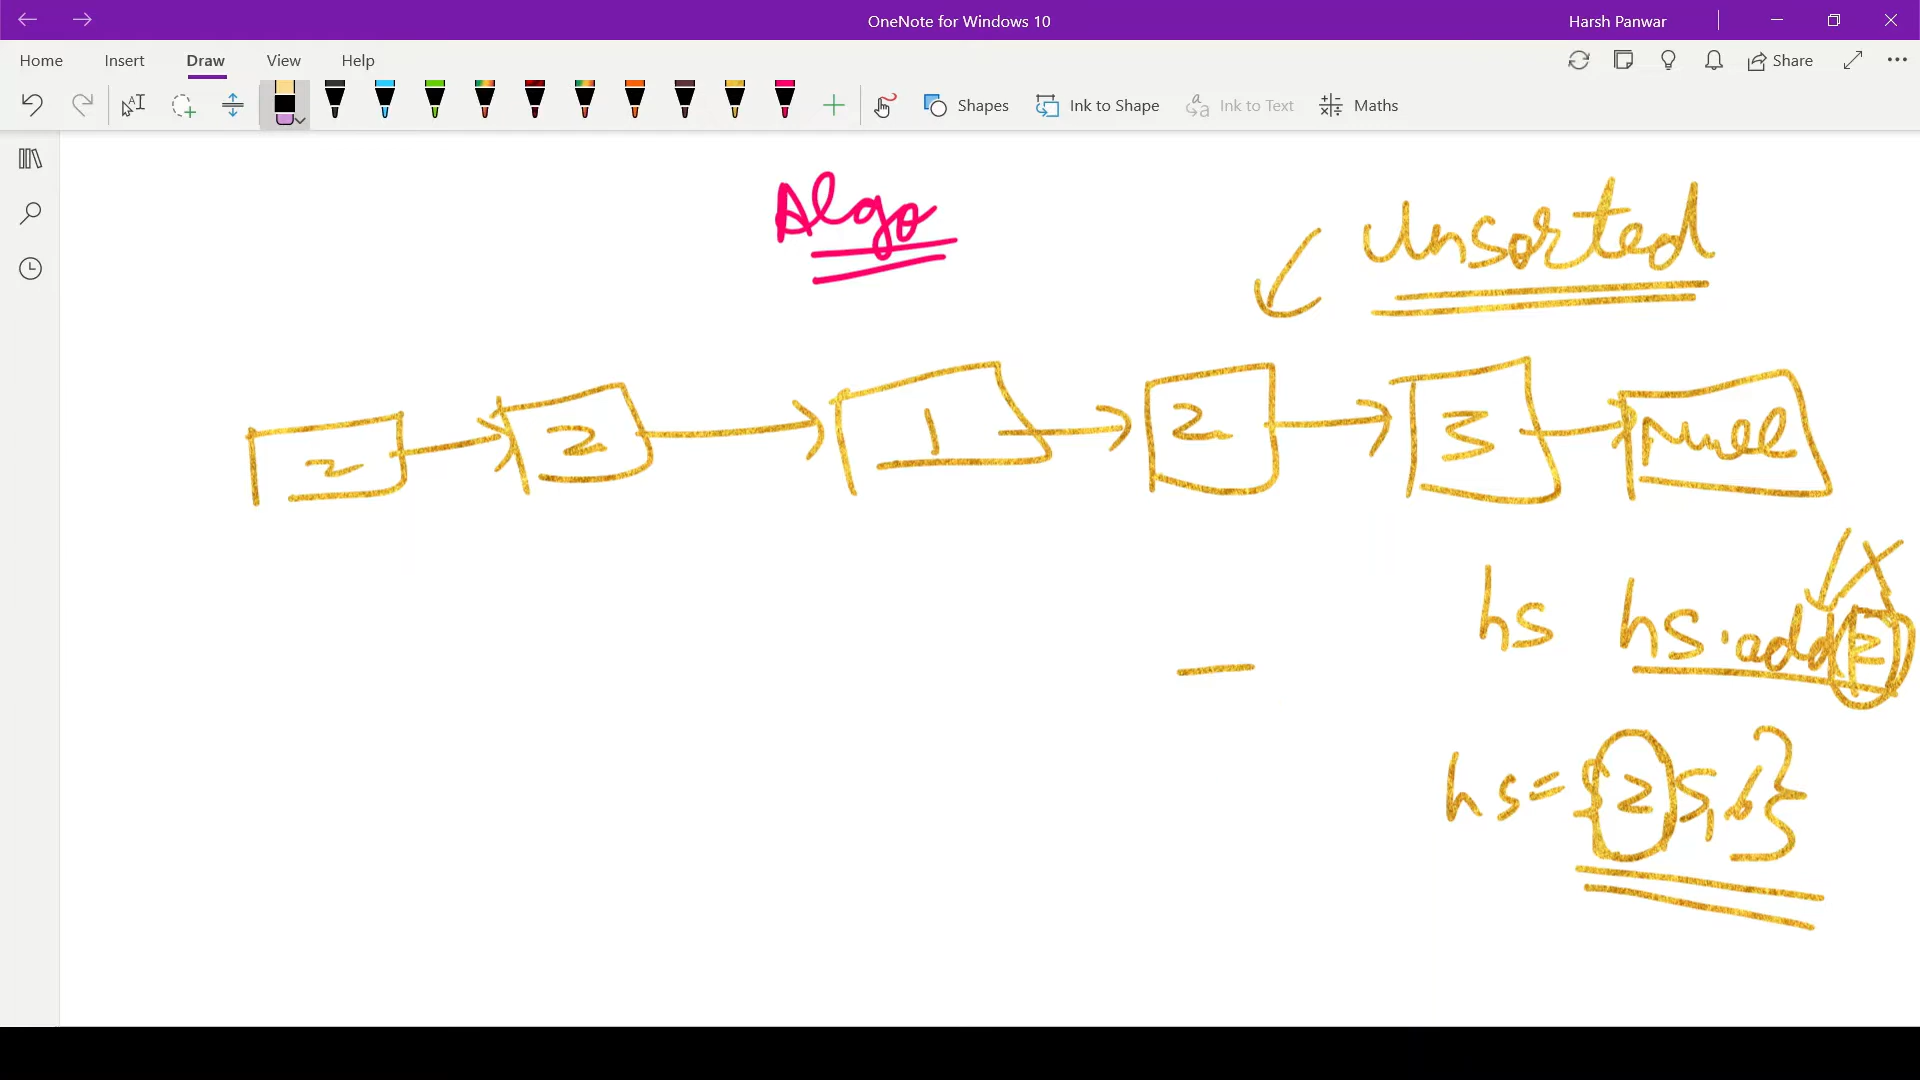 OneNote for Windows 10
Harsh Panwar
Home Insert Draw View Help
Share
Shapes Ink to Shape Ink to Text Maths
Algo
Unsorted
2 2 1 2 3 Null
hs hs.add(2)
hs = {2 5, 6}